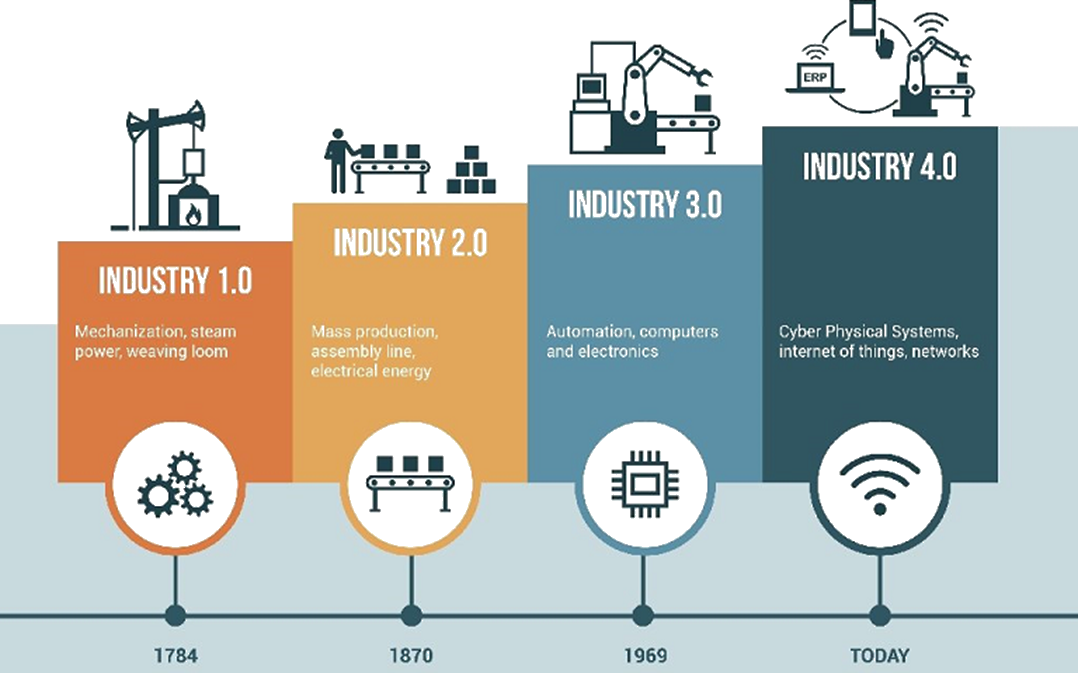 ERP
INDUSTRY 1.0
Mechanization, steam
power, weaving loom
1784
INDUSTRY 2.0
Mass production,
assembly line,
electrical energy
1870
INDUSTRY 3.0
Automation, computers
and electronics
1969
INDUSTRY 4.0
Cyber Physical Systems,
internet of things, networks
TODAY